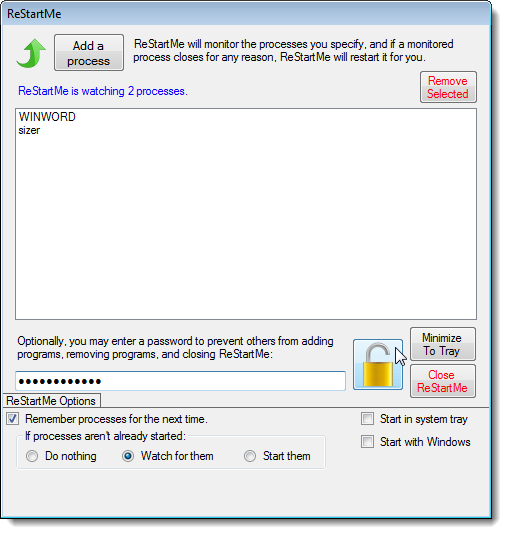 ReStartMe
Add a
process
ReStartMe will monitor the processes you specify, and if a monitored
process closes for any reason, ReStartMe will restart it for you.
ReStartMe is watching 2 processes.
Remove
Selected
WINWORD
sizer
Optionally, you may enter a password to prevent others from adding
programs, removing programs, and closing ReStartMe:
●●●●●●●●●●●●
Minimize
To Tray
Close
ReStartMe
ReStartMe Options
Remember processes for the next time.
If processes aren't already started:
Do nothing
Watch for them
Start them
Start in system tray
Start with Windows